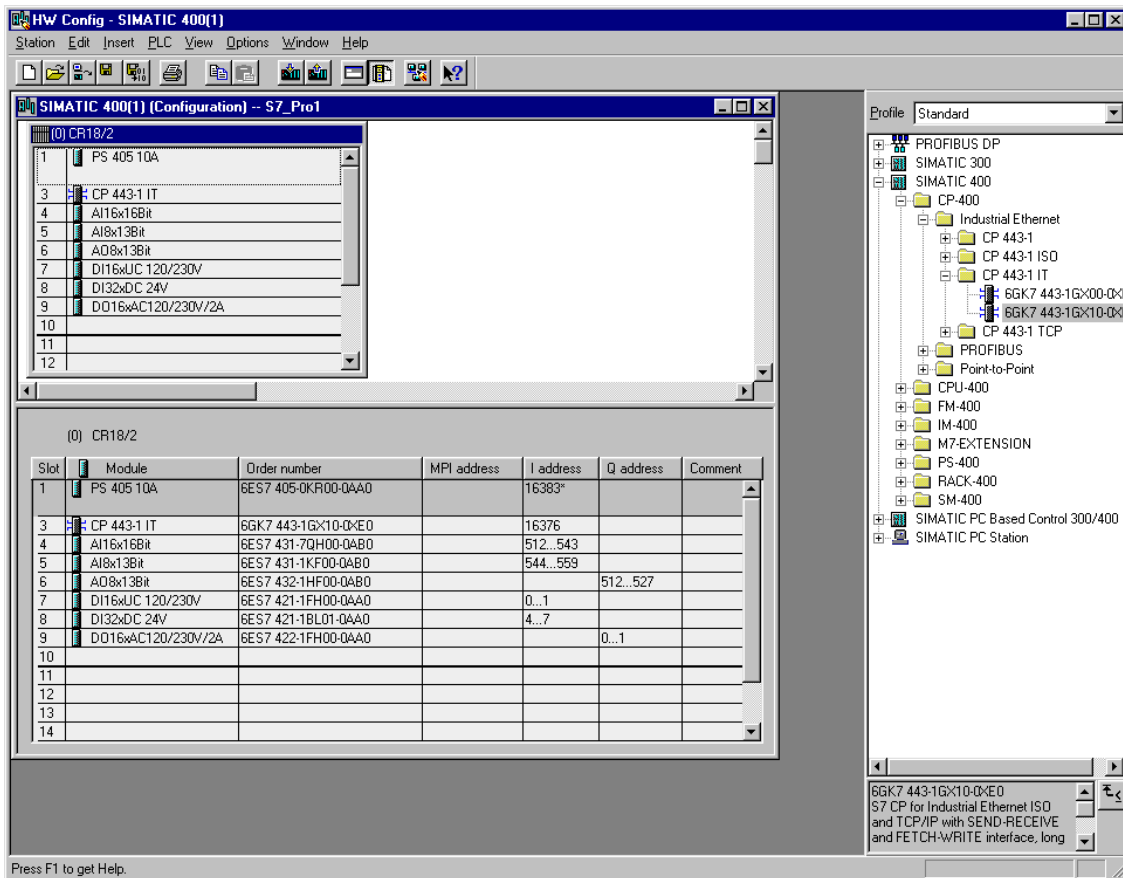 HW Config - SIMATIC 400(1)
Station Edit Insert PLC View Options Window Help
SIMATIC 400(1) (Configuration) -- S7_Pro1
(0) CR18/2
1 PS 405 10A
3 CP 443-1 IT
4 AI16x16Bit
5 AI8x13Bit
6 AO8x13Bit
7 DI16xUC 120/230V
8 DI32xDC 24V
9 DO16xAC120/230V/2A
10
11
12
(0) CR18/2
Slot Module Order number MPI address I address Q address Comment
1 PS 405 10A 6ES7 405-0KR00-0AA0 16383*
3 CP 443-1 IT 6GK7 443-1GX10-0XE0 16376
4 AI16x16Bit 6ES7 431-7QH00-0AB0 512...543
5 AI8x13Bit 6ES7 431-1KF00-0AB0 544...559
6 AO8x13Bit 6ES7 432-1HF00-0AB0 512...527
7 DI16xUC 120/230V 6ES7 421-1FH00-0AA0 0...1
8 DI32xDC 24V 6ES7 421-1BL01-0AA0 4...7
9 DO16xAC120/230V/2A 6ES7 422-1FH00-0AA0 0...1
10
11
12
13
14
Profile Standard
PROFIBUS DP
SIMATIC 300
SIMATIC 400
CP-400
Industrial Ethernet
CP 443-1
CP 443-1 ISO
CP 443-1 IT
6GK7 443-1GX00-0X
6GK7 443-1GX10-0X
CP 443-1 TCP
PROFIBUS
Point-to-Point
CPU-400
FM-400
IM-400
M7-EXTENSION
PS-400
RACK-400
SM-400
SIMATIC PC Based Control 300/400
SIMATIC PC Station
6GK7 443-1GX10-0XE0
S7 CP for Industrial Ethernet ISO
and TCP/IP with SEND-RECEIVE
and FETCH-WRITE interface, long
Press F1 to get Help.